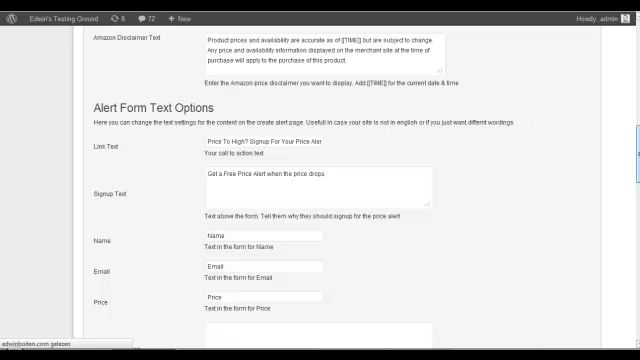 Edwin's Testing Ground 8 72 + New Howdy, admin
Amazon Disclaimer Text
Product prices and availability are accurate as of [[TIME]] but are subject to change.
Any price and availability information displayed on the merchant site at the time of
purchase will apply to the purchase of this product.
Enter the Amazon price disclaimer you want to display. Add [[TIME]] for the current date & time
Alert Form Text Options
Here you can change the text settings for the content on the create alert page. Usefull in case your site is not in english or if you just want differnt wordings
Link Text
Price To High? Signup For Your Price Aler
Your call to action text
Signup Text
Get a Free Price Alert when the price drops
Text above the form. Tell them why they should signup for the price alert
Name
Name
Text in the form for Name
Email
Email
Text in the form for Email
Price
Price
Text in the form for Price
edwinboiten.com gelezen